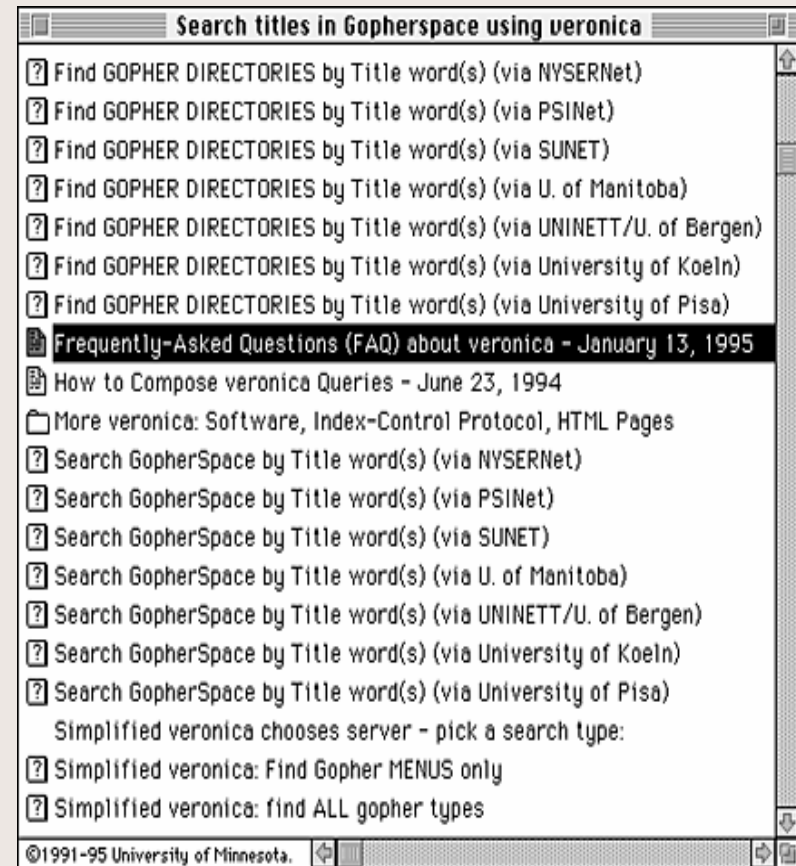 Search titles in Gopherspace using veronica
Find GOPHER DIRECTORIES by Title word(s) (via NYSERNet)
Find GOPHER DIRECTORIES by Title word(s) (via PSINet)
Find GOPHER DIRECTORIES by Title word(s) (via SUNET)
Find GOPHER DIRECTORIES by Title word(s) (via U. of Manitoba)
Find GOPHER DIRECTORIES by Title word(s) (via UNINETT/U. of Bergen)
Find GOPHER DIRECTORIES by Title word(s) (via University of Koeln)
Find GOPHER DIRECTORIES by Title word(s) (via University of Pisa)
Frequently-Asked Questions (FAQ) about veronica - January 13, 1995
How to Compose veronica Queries - June 23, 1994
More veronica: Software, Index-Control Protocol, HTML Pages
Search GopherSpace by Title word(s) (via NYSERNet)
Search GopherSpace by Title word(s) (via PSINet)
Search GopherSpace by Title word(s) (via SUNET)
Search GopherSpace by Title word(s) (via U. of Manitoba)
Search GopherSpace by Title word(s) (via UNINETT/U. of Bergen)
Search GopherSpace by Title word(s) (via University of Koeln)
Search GopherSpace by Title word(s) (via University of Pisa)
Simplified veronica chooses server - pick a search type:
Simplified veronica: Find Gopher MENUS only
Simplified veronica: find ALL gopher types
©1991-95 University of Minnesota.